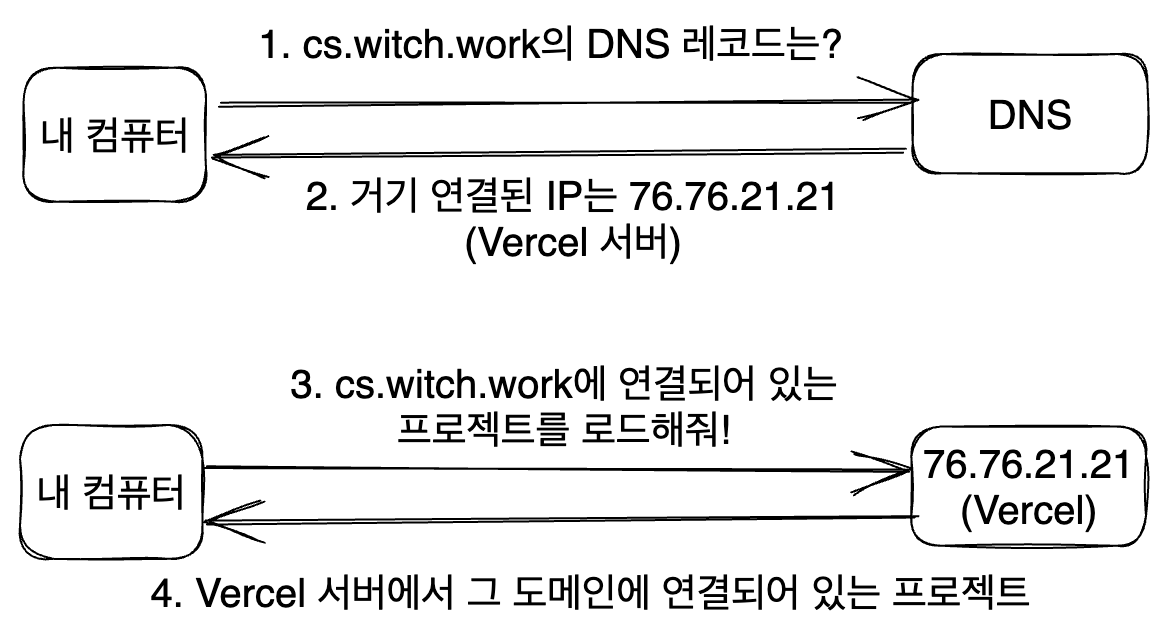 1. cs.witch.work의 DNS 레코드는?
내 컴퓨터
DNS
2. 거기 연결된 IP는 76.76.21.21
(Vercel 서버)
3. cs.witch.work에 연결되어 있는
프로젝트를 로드해줘!
내 컴퓨터
76.76.21.21
(Vercel)
4. Vercel 서버에서 그 도메인에 연결되어 있는 프로젝트